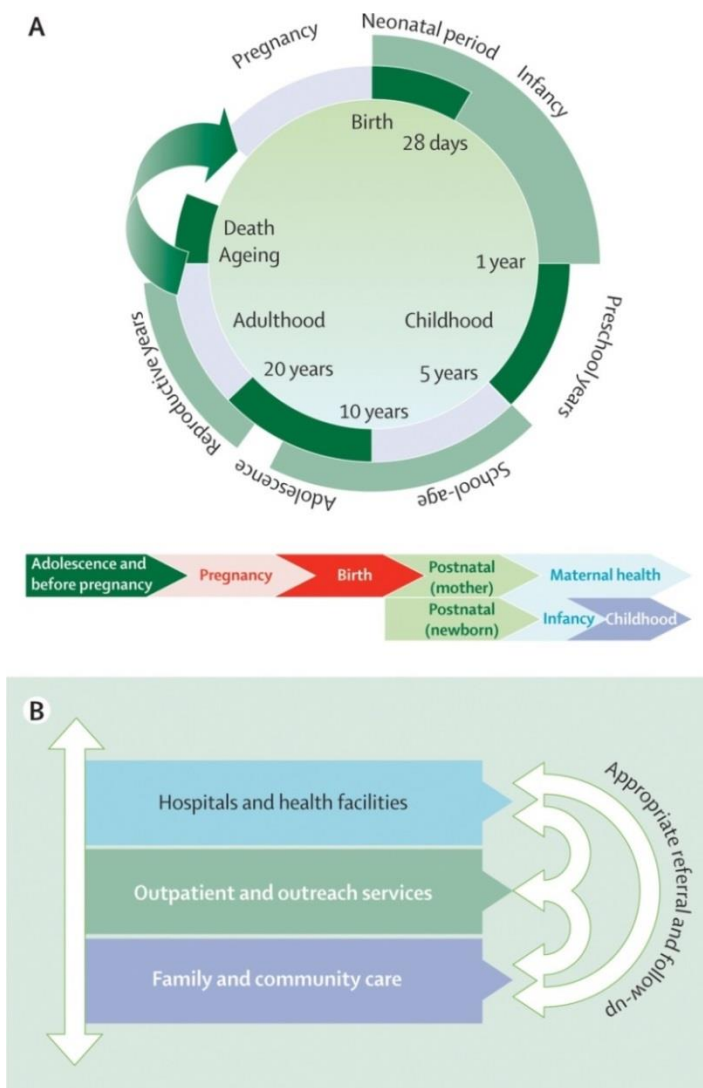 A
Pregnancy
Neonatal period
Infancy
Birth
28 days
Death
Ageing
1 year
Adulthood
Childhood
Preschool years
20 years
5 years
10 years
Reproductive years
Adolescence
School-age
Adolescence and
before pregnancy
Pregnancy
Birth
Postnatal
(mother)
Maternal health
Postnatal
(newborn)
Infancy
Childhood
B
Hospitals and health facilities
Outpatient and outreach services
Family and community care
Appropriate referral and follow-up